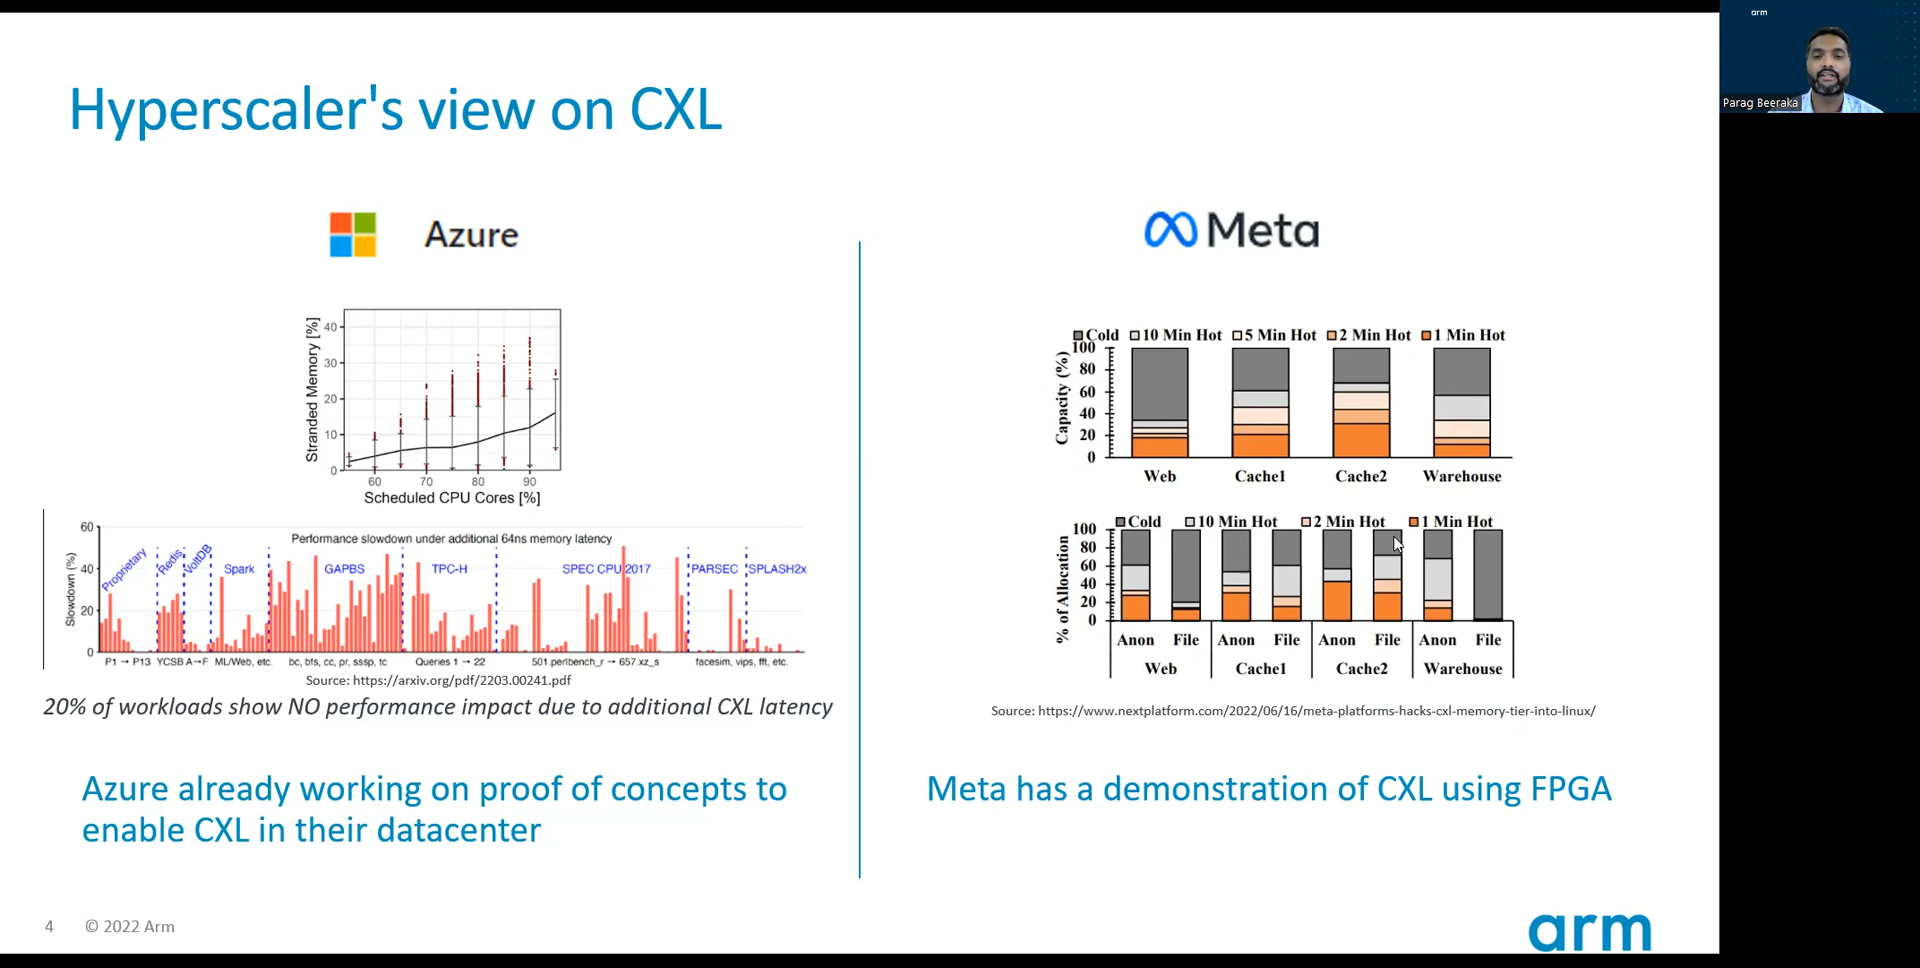 arm
Parag Beeraka
Hyperscaler's view on CXL
Azure
Stranded Memory [%]
40
30
20
10
0
60 70 80 90
Scheduled CPU Cores [%]
Performance slowdown under additional 64ns memory latency
Slowdown (%)
60
40
20
0
Proprietary Redis VoltDB Spark GAPBS TPC-H SPEC CPU 2017 PARSEC SPLASH2x
P1 → P13 YCSB A→F ML/Web, etc. bc, bfs, cc, pr, sssp, tc Queries 1 → 22 501.perlbench_r → 657.xz_s facesim, vips, fft, etc.
Source: https://arxiv.org/pdf/2203.00241.pdf
20% of workloads show NO performance impact due to additional CXL latency
Azure already working on proof of concepts to
enable CXL in their datacenter
Meta
Cold 10 Min Hot 5 Min Hot 2 Min Hot 1 Min Hot
Capacity (%)
100
80
60
40
20
0
Web Cache1 Cache2 Warehouse
Cold 10 Min Hot 2 Min Hot 1 Min Hot
% of Allocation
100
80
60
40
20
0
Anon File Anon File Anon File Anon File
Web Cache1 Cache2 Warehouse
Source: https://www.nextplatform.com/2022/06/16/meta-platforms-hacks-cxl-memory-tier-into-linux/
Meta has a demonstration of CXL using FPGA
4 © 2022 Arm
arm